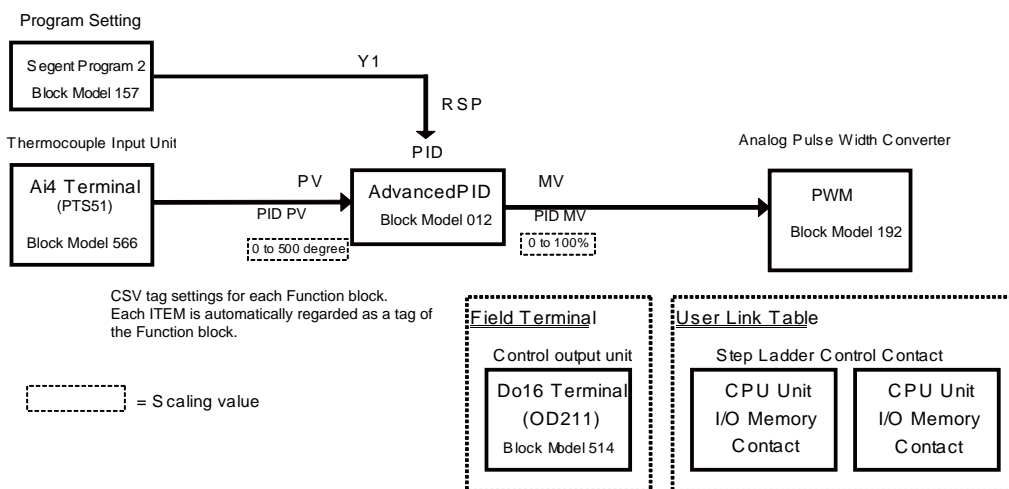 Program Setting
Segent Program 2
Block Model 157
Y1
RSP
Thermocouple Input Unit
Ai4 Terminal
(PTS51)
Block Model 566
PV
PID PV
0 to 500 degree
PID
AdvancedPID
Block Model 012
MV
PID MV
0 to 100%
Analog Pulse Width Converter
PWM
Block Model 192
CSV tag settings for each Function block.
Each ITEM is automatically regarded as a tag of
the Function block.
= Scaling value
Field Terminal
Control output unit
Do16 Terminal
(OD211)
Block Model 514
User Link Table
Step Ladder Control Contact
CPU Unit
I/O Memory
Contact
CPU Unit
I/O Memory
Contact